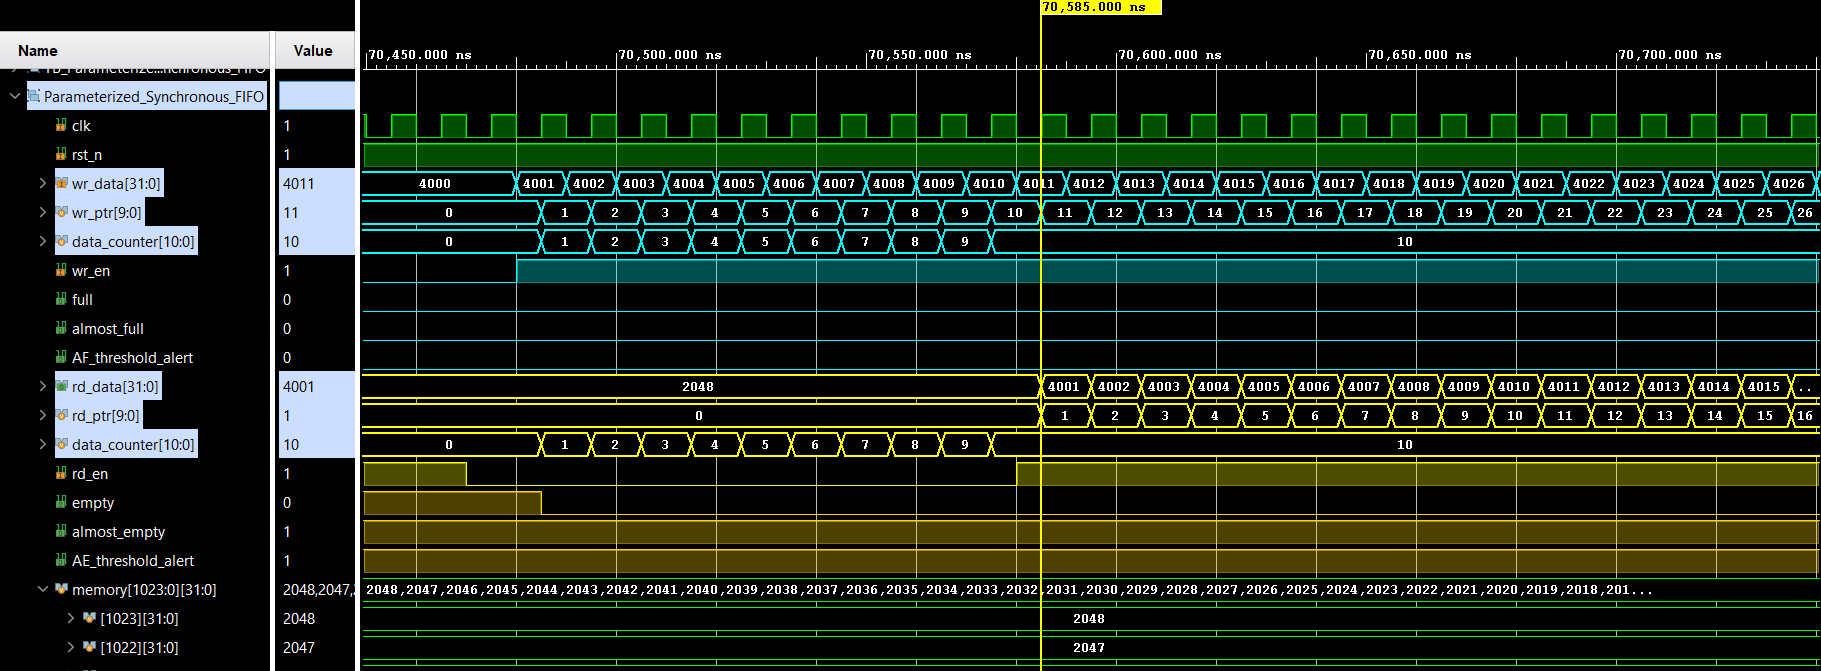 70,585.000 ns
Name Value
70,450.000 ns 70,500.000 ns 70,550.000 ns 70,600.000 ns 70,650.000 ns 70,700.000 ns
Parameterized_Synchronous_FIFO
clk 1
rst_n 1
wr_data[31:0] 4011 4000 4001 4002 4003 4004 4005 4006 4007 4008 4009 4010 4011 4012 4013 4014 4015 4016 4017 4018 4019 4020 4021 4022 4023 4024 4025 4026
wr_ptr[9:0] 11 0 1 2 3 4 5 6 7 8 9 10 11 12 13 14 15 16 17 18 19 20 21 22 23 24 25 26
data_counter[10:0] 10 0 1 2 3 4 5 6 7 8 9 10
wr_en 1
full 0
almost_full 0
AF_threshold_alert 0
rd_data[31:0] 4001 2048 4001 4002 4003 4004 4005 4006 4007 4008 4009 4010 4011 4012 4013 4014 4015 ..
rd_ptr[9:0] 1 0 1 2 3 4 5 6 7 8 9 10 11 12 13 14 15 16
data_counter[10:0] 10 0 1 2 3 4 5 6 7 8 9 10
rd_en 1
empty 0
almost_empty 1
AE_threshold_alert 1
memory[1023:0][31:0] 2048,2047, 2048,2047,2046,2045,2044,2043,2042,2041,2040,2039,2038,2037,2036,2035,2034,2033,2032,2031,2030,2029,2028,2027,2026,2025,2024,2023,2022,2021,2020,2019,2018,201...
[1023][31:0] 2048 2048
[1022][31:0] 2047 2047